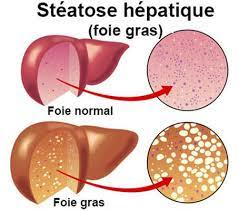 Stéatose hépatique
(foie gras)
Foie normal
Foie gras